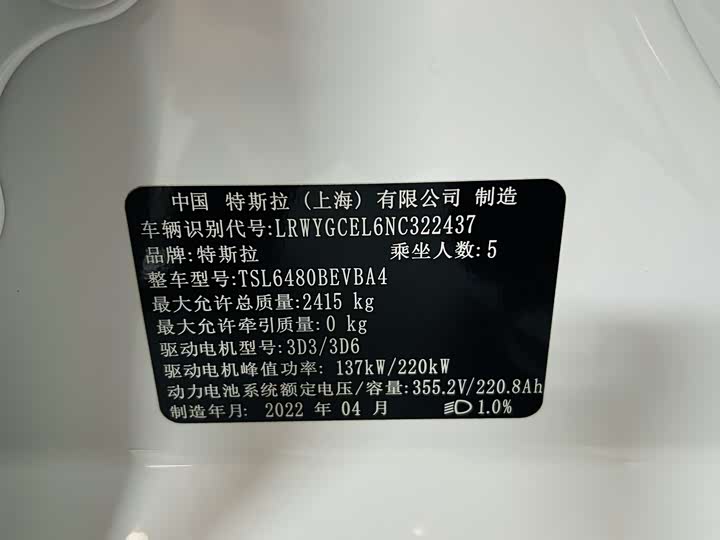 中国 特斯拉 (上海) 有限公司 制造
车辆识别代号:LRWYGCEL6NC322437
品牌:特斯拉 乘坐人数:5
整车型号:TSL6480BEVBA4
最大允许总质量:2415 kg
最大允许牵引质量:0 kg
驱动电机型号:3D3/3D6
驱动电机峰值功率: 137kW/220kW
动力电池系统额定电压/容量:355.2V/220.8Ah
制造年月: 2022 年 04 月 1.0%